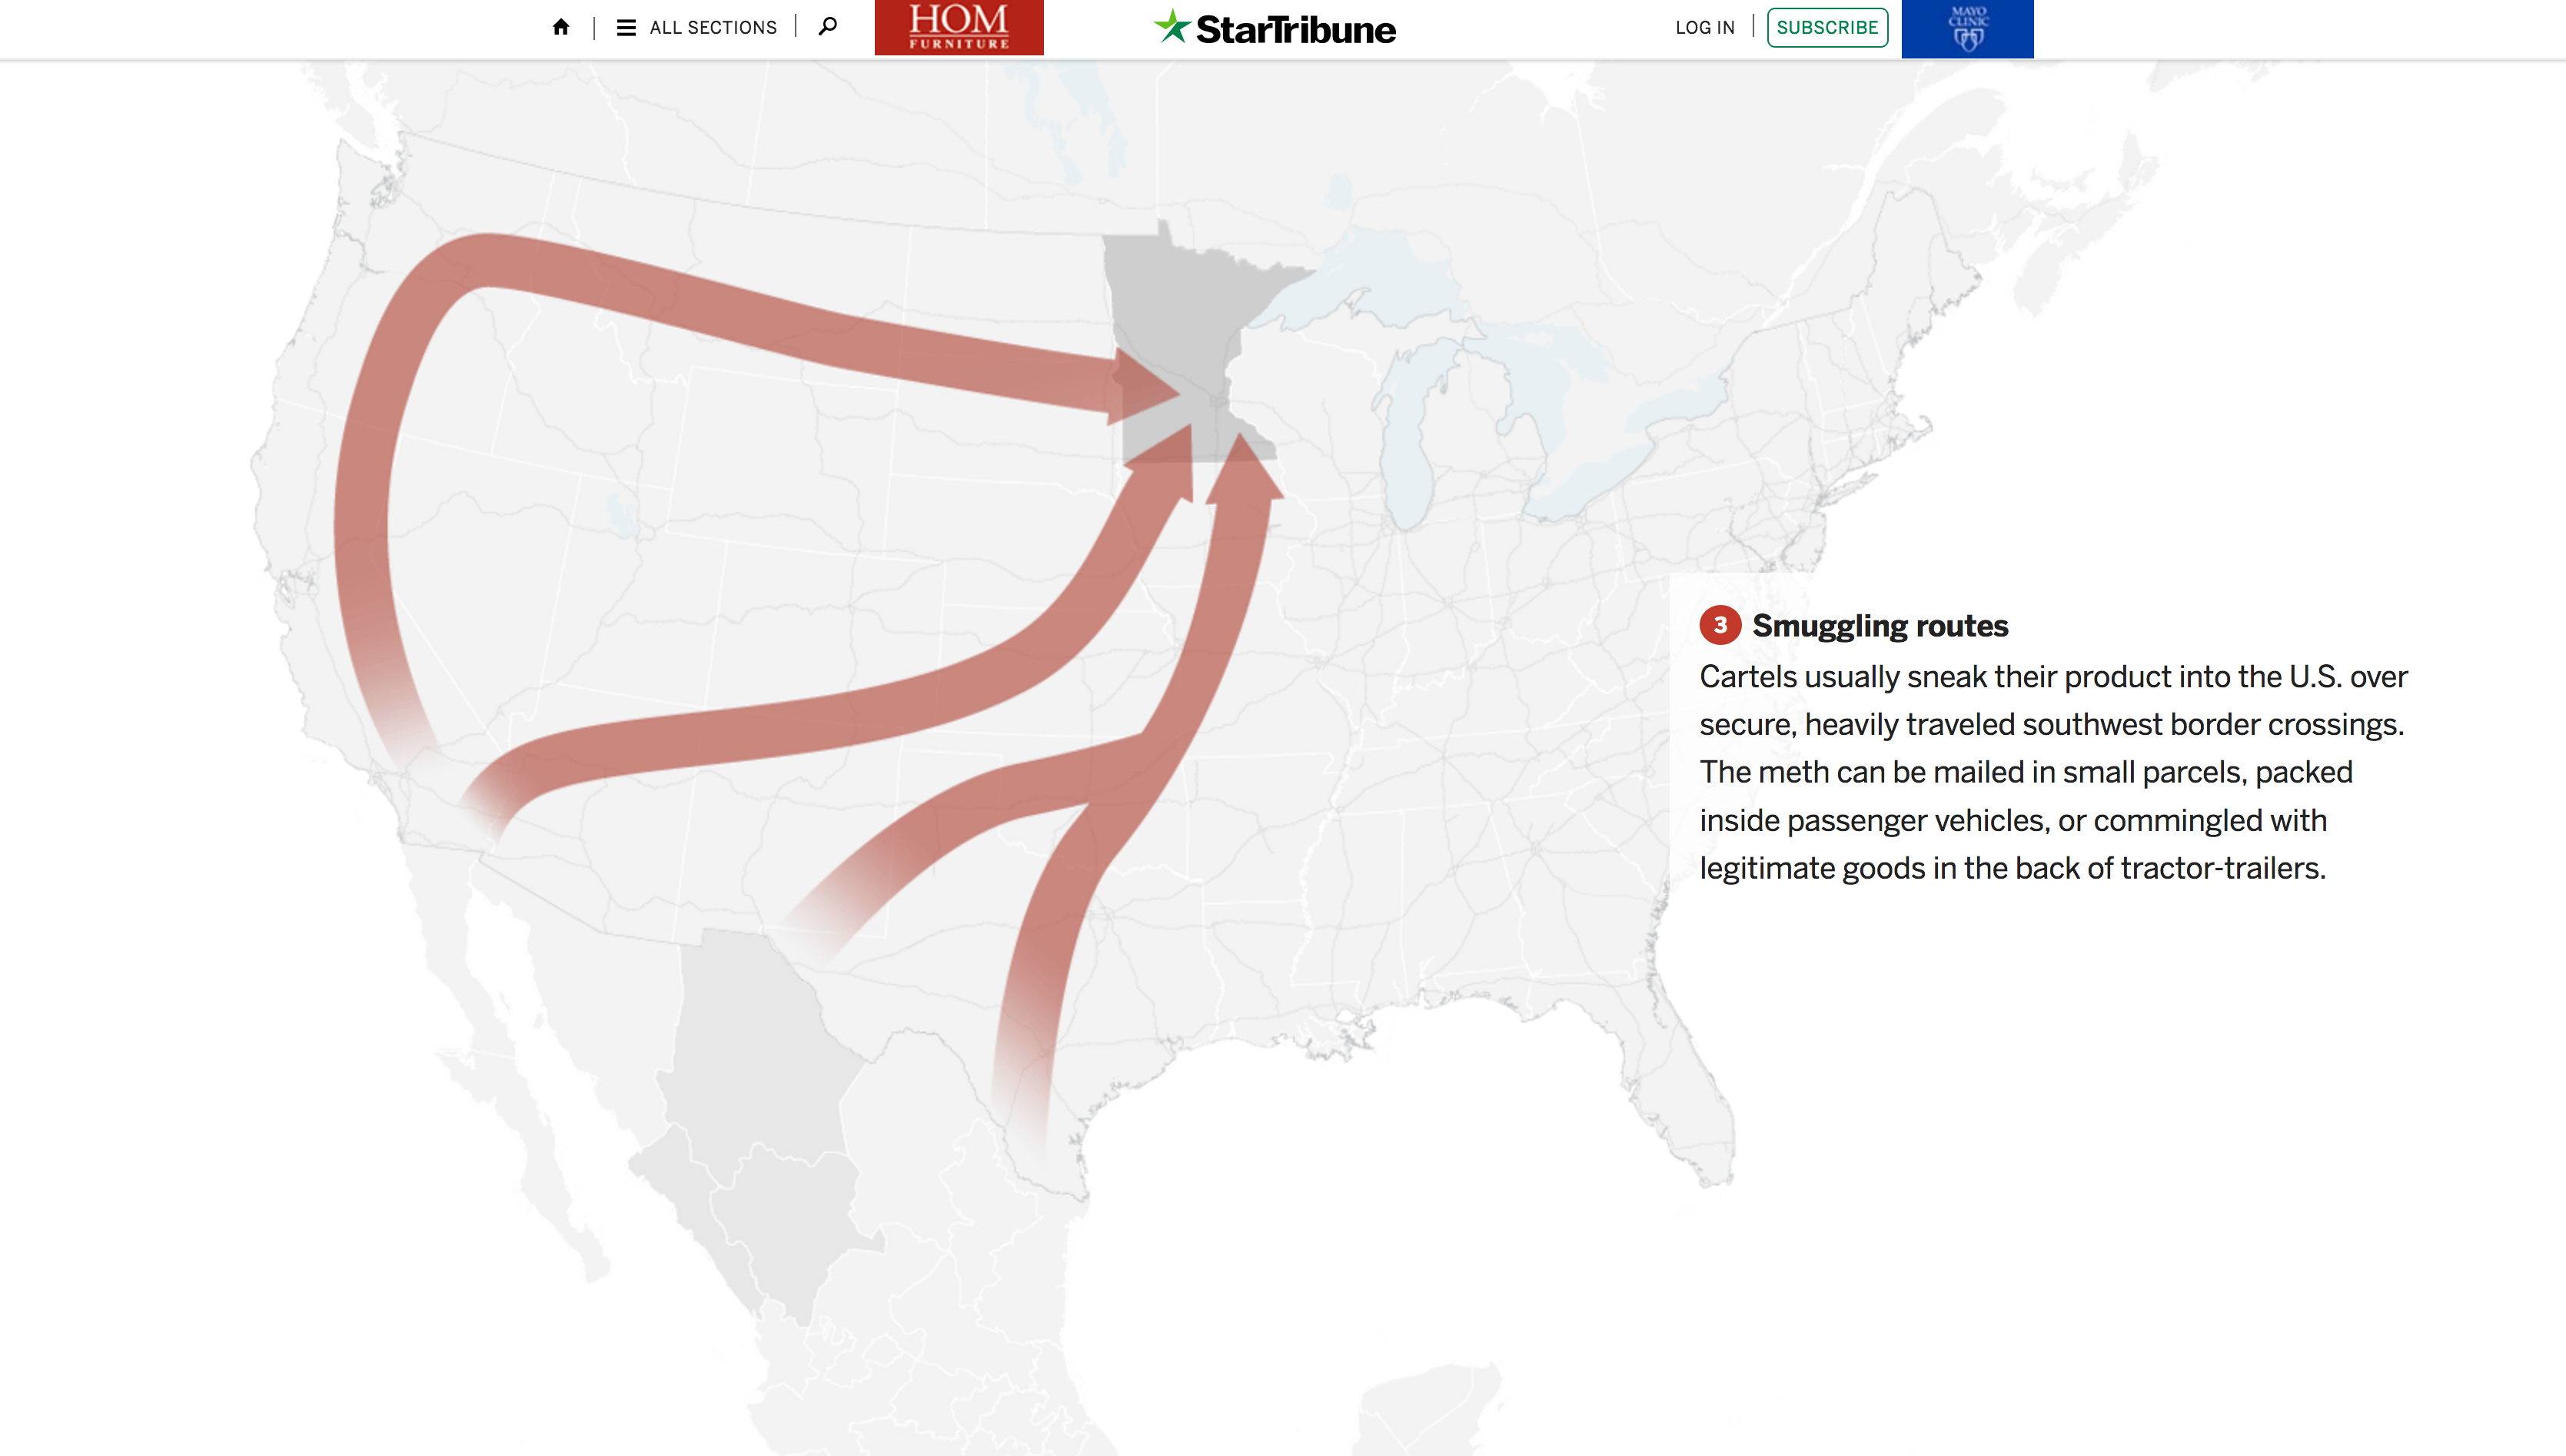 ALL SECTIONS
HOM
FURNITURE
StarTribune
LOG IN
SUBSCRIBE
MAYO
CLINIC
3 Smuggling routes
Cartels usually sneak their product into the U.S. over
secure, heavily traveled southwest border crossings.
The meth can be mailed in small parcels, packed
inside passenger vehicles, or commingled with
legitimate goods in the back of tractor-trailers.